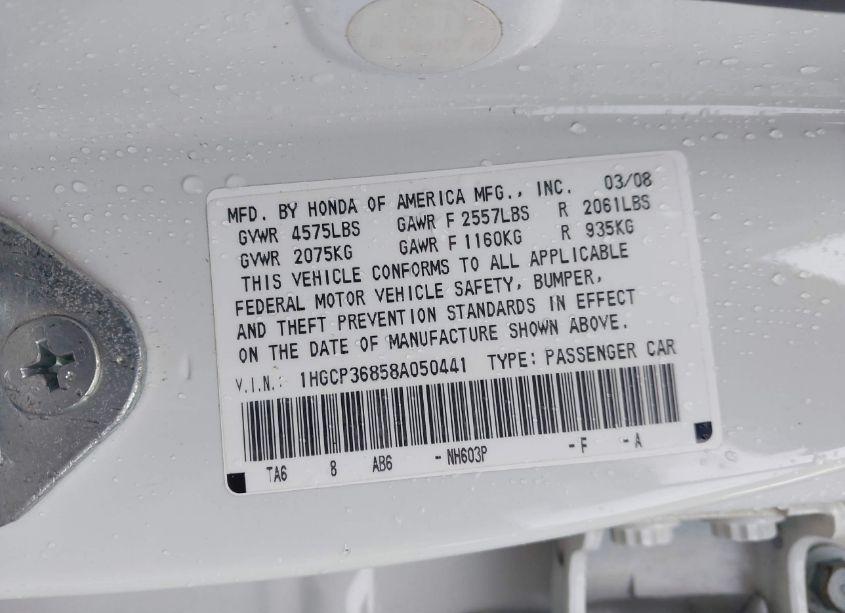 MFD. BY HONDA OF AMERICA MFG., INC. 03/08
GVWR 4575LBS GAWR F 2557LBS R 2061LBS
GVWR 2075KG GAWR F 1160KG R 935KG
THIS VEHICLE CONFORMS TO ALL APPLICABLE
FEDERAL MOTOR VEHICLE SAFETY, BUMPER,
AND THEFT PREVENTION STANDARDS IN EFFECT
ON THE DATE OF MANUFACTURE SHOWN ABOVE.
V.I.N.: 1HGCP36858A050441 TYPE: PASSENGER CAR
TA6 8 AB6 -NH603P -F -A